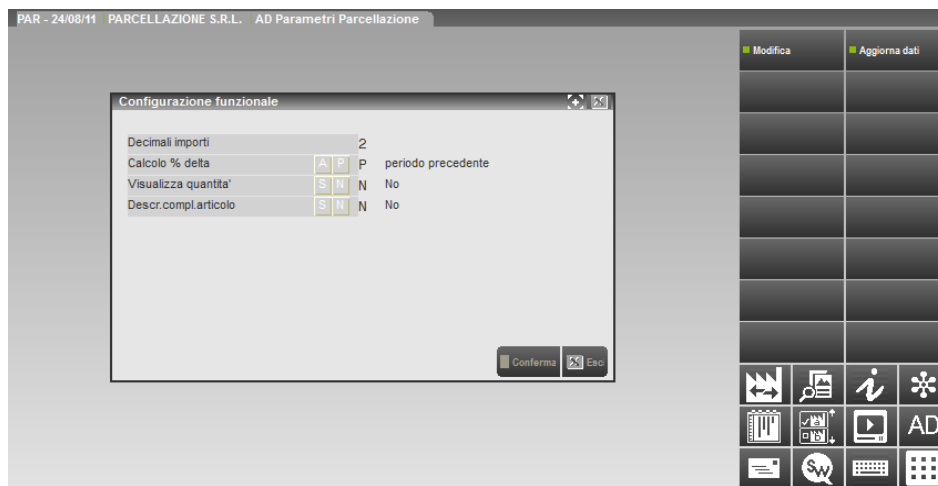 PAR - 24/08/11 PARCELLAZIONE S.R.L. AD Parametri Parcellazione
Modifica
Aggiorna dati
Configurazione funzionale
Decimali importi 2
Calcolo % delta A P P periodo precedente
Visualizza quantita' S N N No
Descr.compl.articolo S N N No
Conferma
Esc
AD
SW